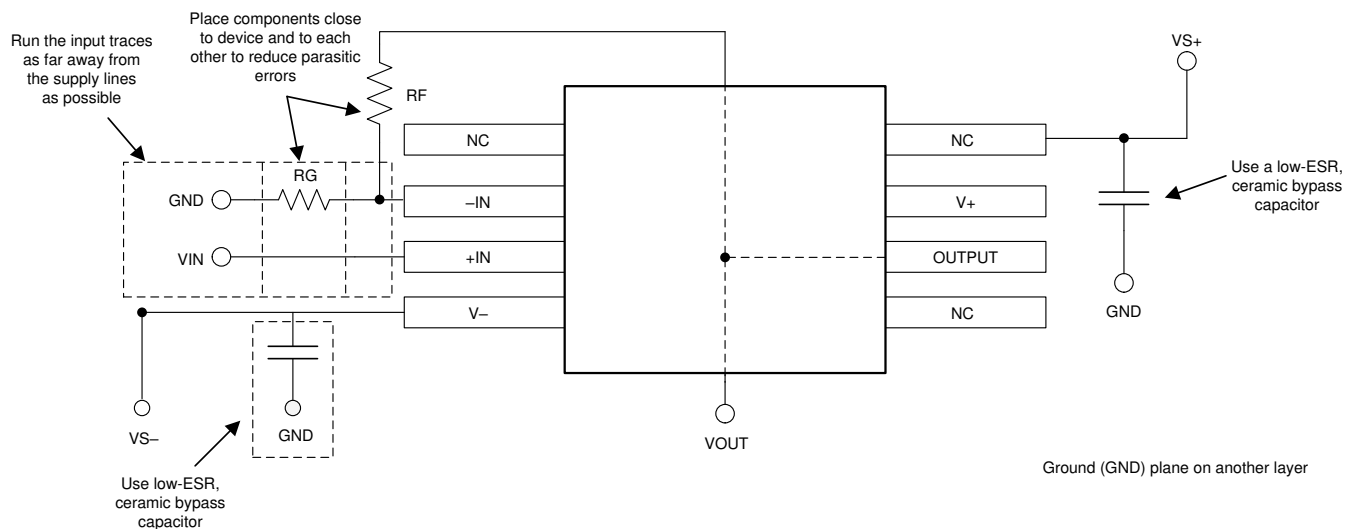 Place components close
to device and to each
other to reduce parasitic
errors
Run the input traces
as far away from
the supply lines
as possible
VS+
RF
NC
NC
Use a low-ESR,
ceramic bypass
capacitor
RG
GND
–IN
V+
VIN
+IN
OUTPUT
GND
V–
NC
VS–
GND
VOUT
Use low-ESR,
ceramic bypass
capacitor
Ground (GND) plane on another layer